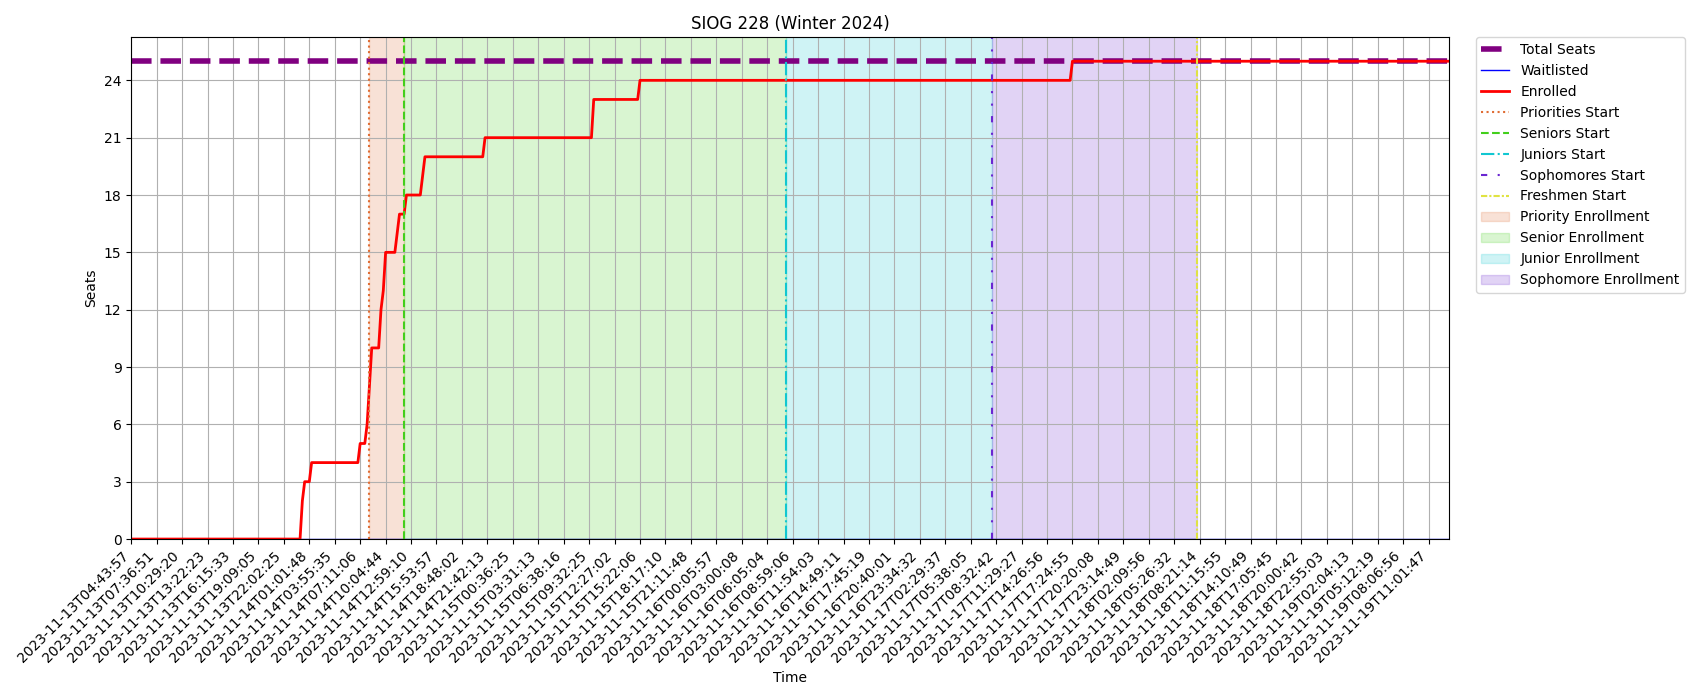 SIOG 228 (Winter 2024)
Total Seats
Waitlisted
Enrolled
Priorities Start
Seniors Start
Juniors Start
Sophomores Start
Freshmen Start
Priority Enrollment
Senior Enrollment
Junior Enrollment
Sophomore Enrollment
Seats
24
21
18
15
12
9
6
3
0
2023-11-13T04:43:57
2023-11-13T07:36:51
2023-11-13T10:29:20
2023-11-13T13:22:23
2023-11-13T16:15:33
2023-11-13T19:09:05
2023-11-13T22:02:25
2023-11-14T01:01:48
2023-11-14T03:55:35
2023-11-14T07:11:06
2023-11-14T10:04:44
2023-11-14T12:59:10
2023-11-14T15:53:57
2023-11-14T18:48:02
2023-11-14T21:42:13
2023-11-15T00:36:25
2023-11-15T03:31:13
2023-11-15T06:38:16
2023-11-15T09:32:25
2023-11-15T12:27:02
2023-11-15T15:22:06
2023-11-15T18:17:10
2023-11-15T21:11:48
2023-11-16T00:05:57
2023-11-16T03:00:08
2023-11-16T06:05:04
2023-11-16T08:59:06
2023-11-16T11:54:03
2023-11-16T14:49:11
2023-11-16T17:45:19
2023-11-16T20:40:01
2023-11-16T23:34:32
2023-11-17T02:29:37
2023-11-17T05:38:05
2023-11-17T08:32:42
2023-11-17T11:29:27
2023-11-17T14:26:56
2023-11-17T17:24:55
2023-11-17T20:20:08
2023-11-17T23:14:49
2023-11-18T02:09:56
2023-11-18T05:26:32
2023-11-18T08:21:14
2023-11-18T11:15:55
2023-11-18T14:10:49
2023-11-18T17:05:45
2023-11-18T20:00:42
2023-11-18T22:55:03
2023-11-19T02:04:13
2023-11-19T05:12:19
2023-11-19T08:06:56
2023-11-19T11:01:47
Time